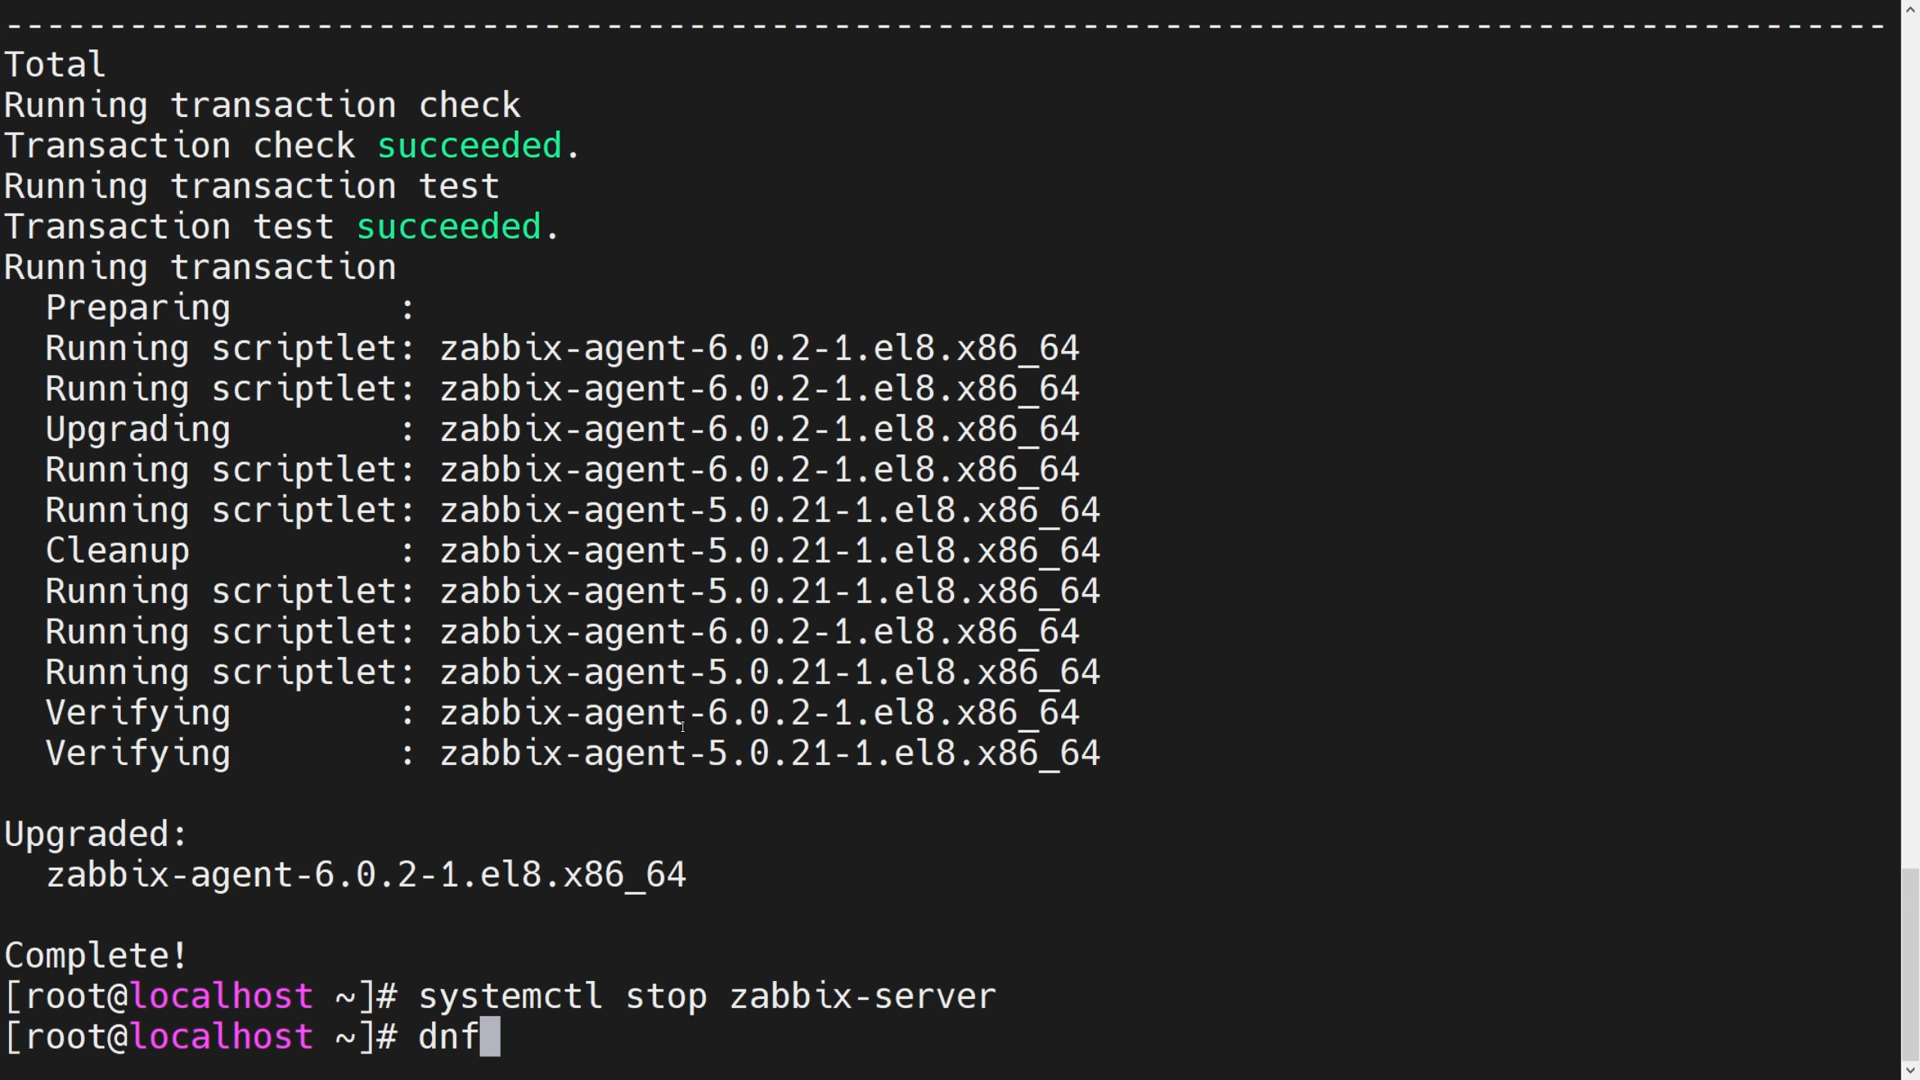 Total
Running transaction check
Transaction check succeeded.
Running transaction test
Transaction test succeeded.
Running transaction
  Preparing        :
  Running scriptlet: zabbix-agent-6.0.2-1.el8.x86_64
  Running scriptlet: zabbix-agent-6.0.2-1.el8.x86_64
  Upgrading        : zabbix-agent-6.0.2-1.el8.x86_64
  Running scriptlet: zabbix-agent-6.0.2-1.el8.x86_64
  Running scriptlet: zabbix-agent-5.0.21-1.el8.x86_64
  Cleanup          : zabbix-agent-5.0.21-1.el8.x86_64
  Running scriptlet: zabbix-agent-5.0.21-1.el8.x86_64
  Running scriptlet: zabbix-agent-6.0.2-1.el8.x86_64
  Running scriptlet: zabbix-agent-5.0.21-1.el8.x86_64
  Verifying        : zabbix-agent-6.0.2-1.el8.x86_64
  Verifying        : zabbix-agent-5.0.21-1.el8.x86_64
Upgraded:
  zabbix-agent-6.0.2-1.el8.x86_64
Complete!
[root@localhost ~]# systemctl stop zabbix-server
[root@localhost ~]# dnf